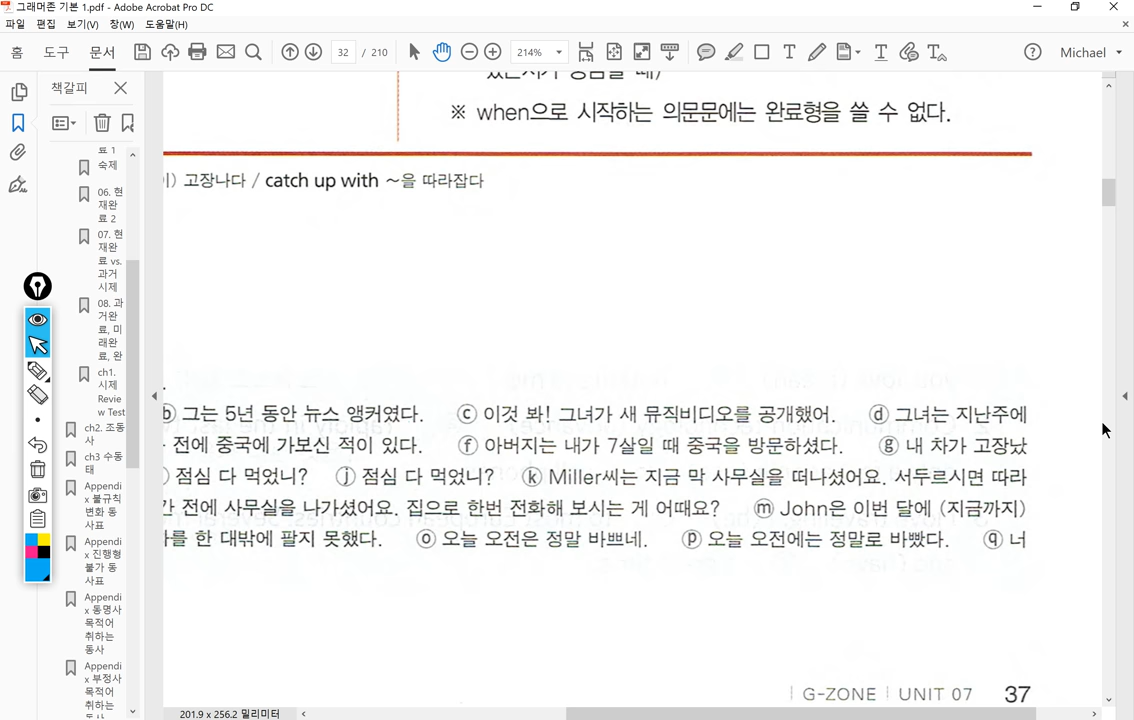 그래머존 기본 1.pdf - Adobe Acrobat Pro DC
파일 편집 보기(V) 창(W) 도움말(H)
홈 도구 문서 32 / 210 214% Michael
책갈피
료 1
숙제
06. 현
재완
료 2
07. 현
재완
료 vs.
과거
시제
08. 과
거완
료, 미
래완
료, 완
ch1.
시제
Revie
w Test
ch2. 조동
사
ch3 수동
태
Appendi
x 불규칙
변화 동
사표
Appendi
x 진행형
불가 동
사표
Appendi
x 동명사
목적어
취하는
동사
Appendi
x 부정사
목적어
취하는
※ when으로 시작하는 의문문에는 완료형을 쓸 수 없다.
고장나다 / catch up with ~을 따라잡다
ⓑ 그는 5년 동안 뉴스 앵커였다. ⓒ 이것 봐! 그녀가 새 뮤직비디오를 공개했어. ⓓ 그녀는 지난주에
전에 중국에 가보신 적이 있다. ⓕ 아버지는 내가 7살일 때 중국을 방문하셨다. ⓖ 내 차가 고장났
점심 다 먹었니? ⓙ 점심 다 먹었니? ⓚ Miller씨는 지금 막 사무실을 떠나셨어요. 서두르시면 따라
전에 사무실을 나가셨어요. 집으로 한번 전화해 보시는 게 어때요? ⓜ John은 이번 달에 (지금까지)
를 한 대밖에 팔지 못했다. ⓞ 오늘 오전은 정말 바쁘네. ⓟ 오늘 오전에는 정말로 바빴다. ⓠ 너
G-ZONE | UNIT 07 37
201.9 x 256.2 밀리미터